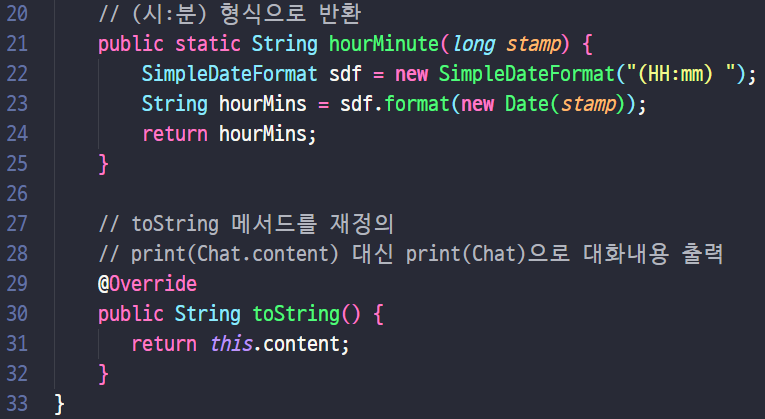 20 // (시:분) 형식으로 반환
21 public static String hourMinute(long stamp) {
22 SimpleDateFormat sdf = new SimpleDateFormat("(HH:mm) ");
23 String hourMins = sdf.format(new Date(stamp));
24 return hourMins;
25 }
26
27 // toString 메서드를 재정의
28 // print(Chat.content) 대신 print(Chat)으로 대화내용 출력
29 @Override
30 public String toString() {
31 return this.content;
32 }
33 }